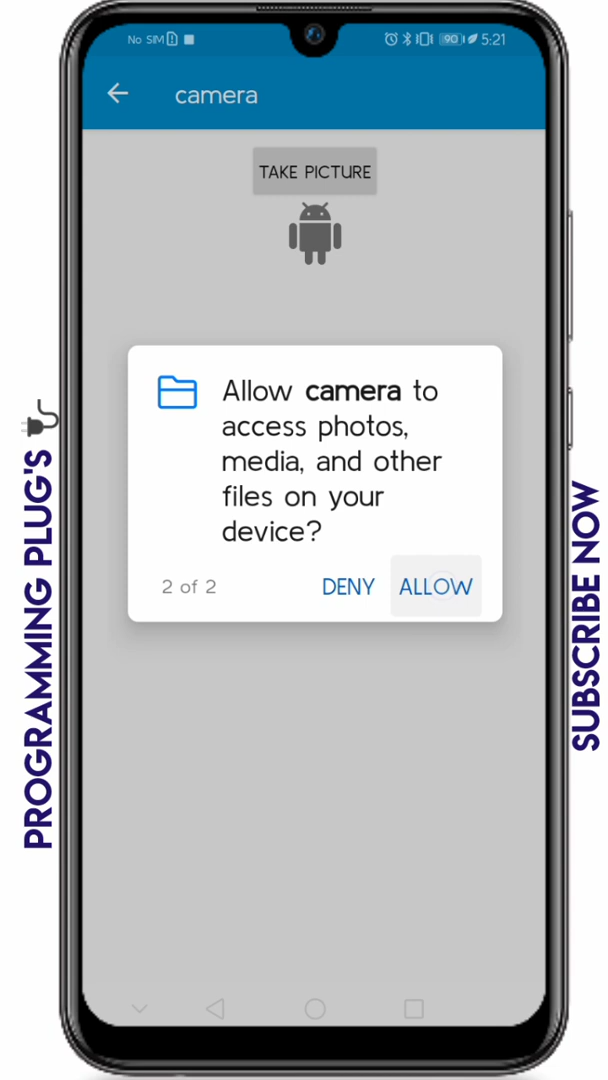 No SIM
90
5:21
camera
TAKE PICTURE
Allow camera to
access photos,
media, and other
files on your
device?
2 of 2
DENY
ALLOW
PROGRAMMING PLUG'S
SUBSCRIBE NOW